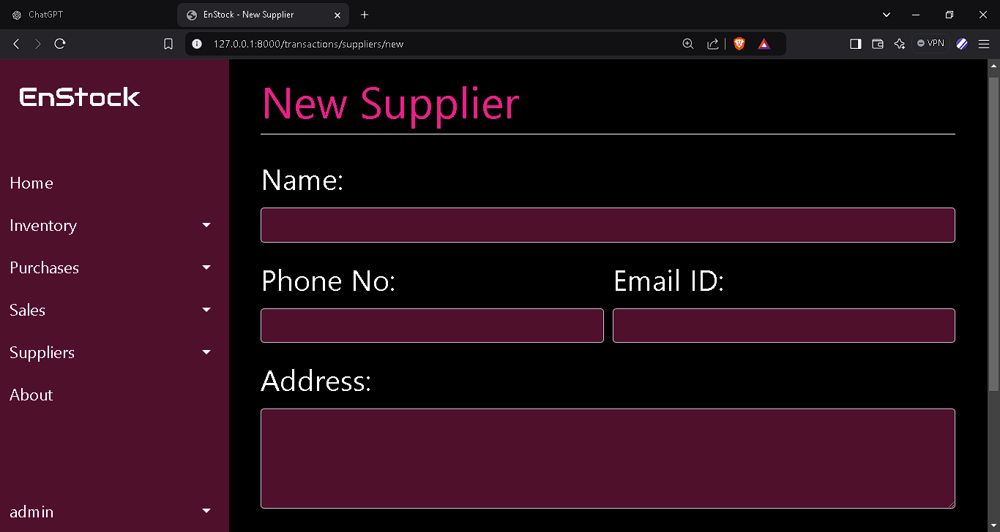 ChatGPT
EnStock - New Supplier
127.0.0.1:8000/transactions/suppliers/new
VPN
EnStock
Home
Inventory
Purchases
Sales
Suppliers
About
admin
New Supplier
Name:
Phone No:
Email ID:
Address: